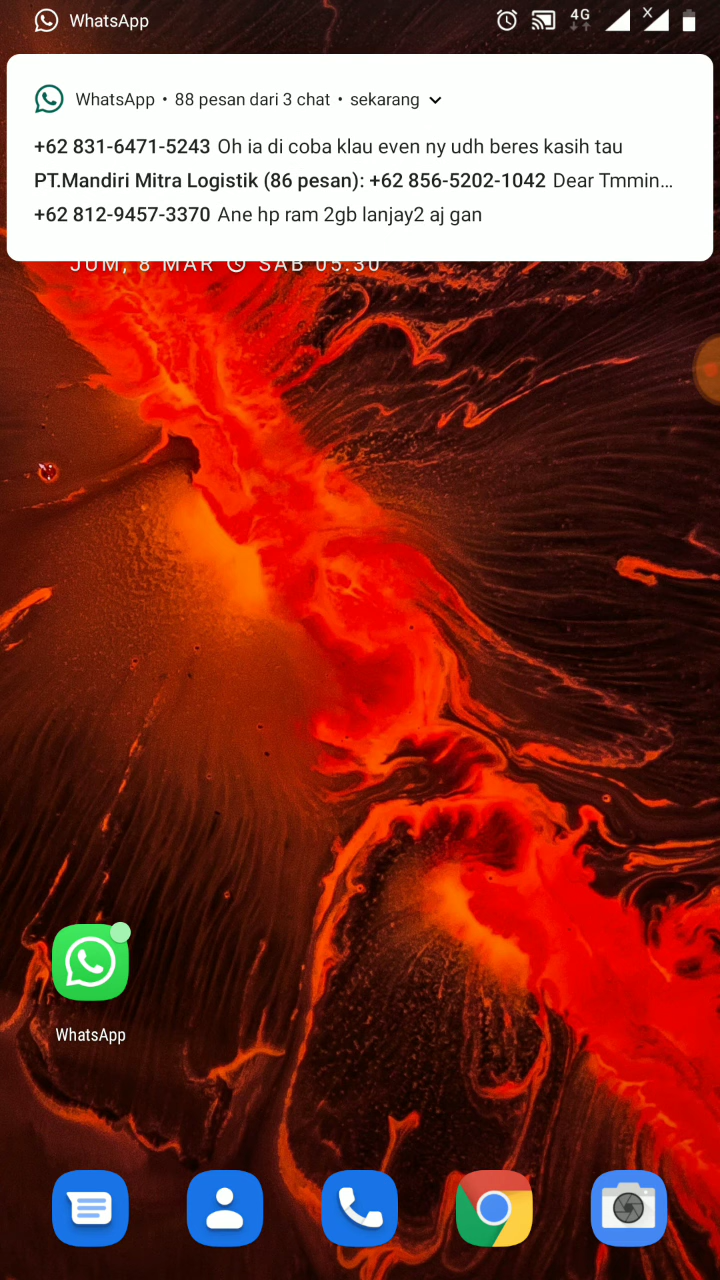 WhatsApp
4G
X
WhatsApp • 88 pesan dari 3 chat • sekarang
+62 831-6471-5243 Oh ia di coba klau even ny udh beres kasih tau
PT.Mandiri Mitra Logistik (86 pesan): +62 856-5202-1042 Dear Tmmin...
+62 812-9457-3370 Ane hp ram 2gb lanjay2 aj gan
JUM, 8 MAR SAB 05.30
WhatsApp